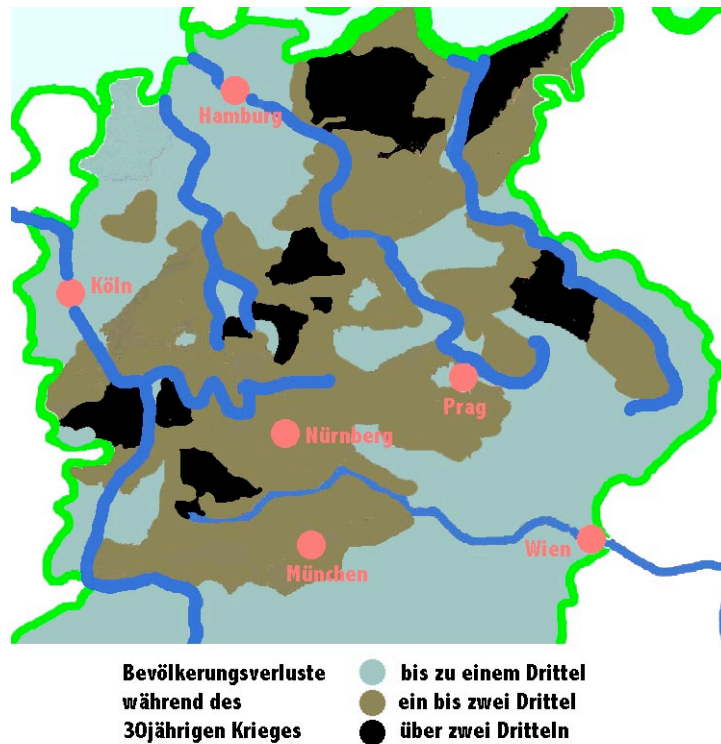 Hamburg
Köln
Prag
Nürnberg
Wien
München
Bevölkerungsverluste
während des
30jährigen Krieges
bis zu einem Drittel
ein bis zwei Drittel
über zwei Dritteln